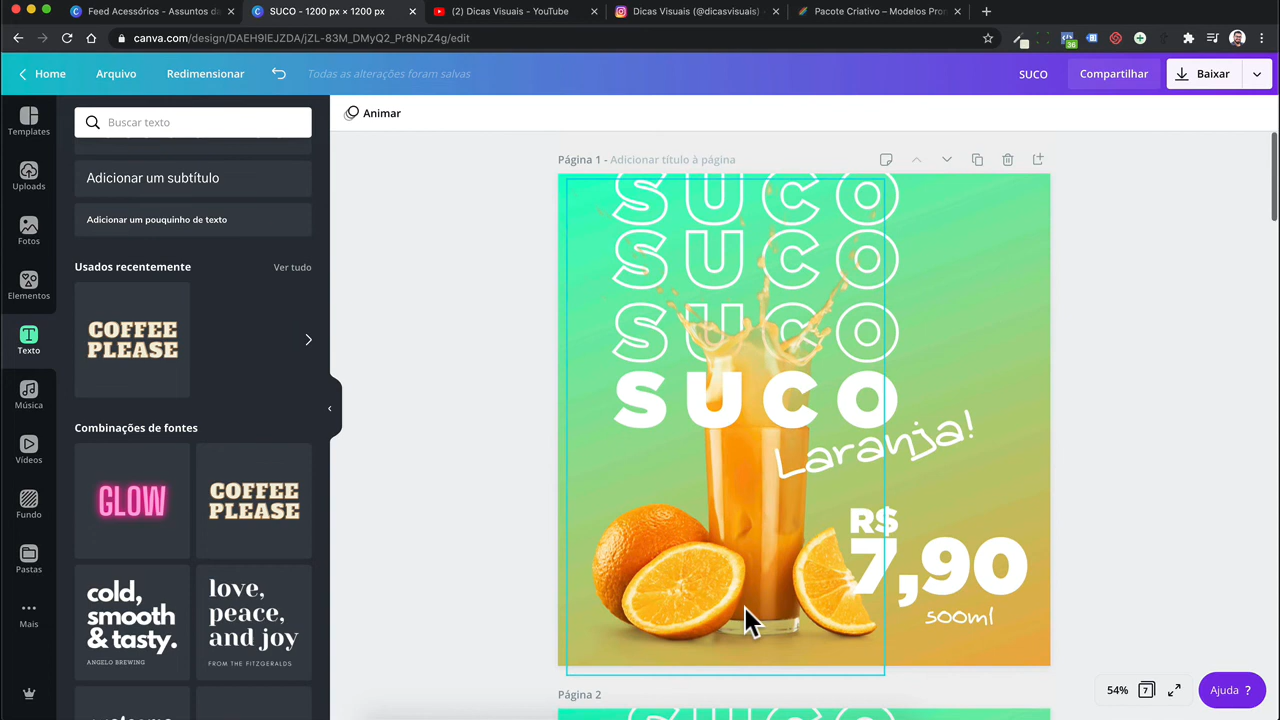 Feed Acessórios - Assuntos da
SUCO - 1200 px × 1200 px
(2) Dicas Visuais - YouTube
Dicas Visuais (@dicasvisuais)
Pacote Criativo – Modelos Pron
canva.com/design/DAEH9lEJZDA/jZL-83M_DMyQ2_Pr8NpZ4g/edit
36
Home
Arquivo
Redimensionar
Todas as alterações foram salvas
SUCO
Compartilhar
Baixar
Templates
Uploads
Fotos
Elementos
Texto
Música
Vídeos
Fundo
Pastas
Mais
Buscar texto
Adicionar um subtítulo
Adicionar um pouquinho de texto
Usados recentemente
Ver tudo
COFFEE
PLEASE
Combinações de fontes
GLOW
COFFEE
PLEASE
cold,
smooth
& tasty.
ANGELO BREWING
love,
peace,
and joy
FROM THE FITZGERALDS
Animar
Página 1 - Adicionar título à página
SUCO
SUCO
SUCO
SUCO
Laranja!
R$
7,90
500ml
Página 2
54%
7
Ajuda ?